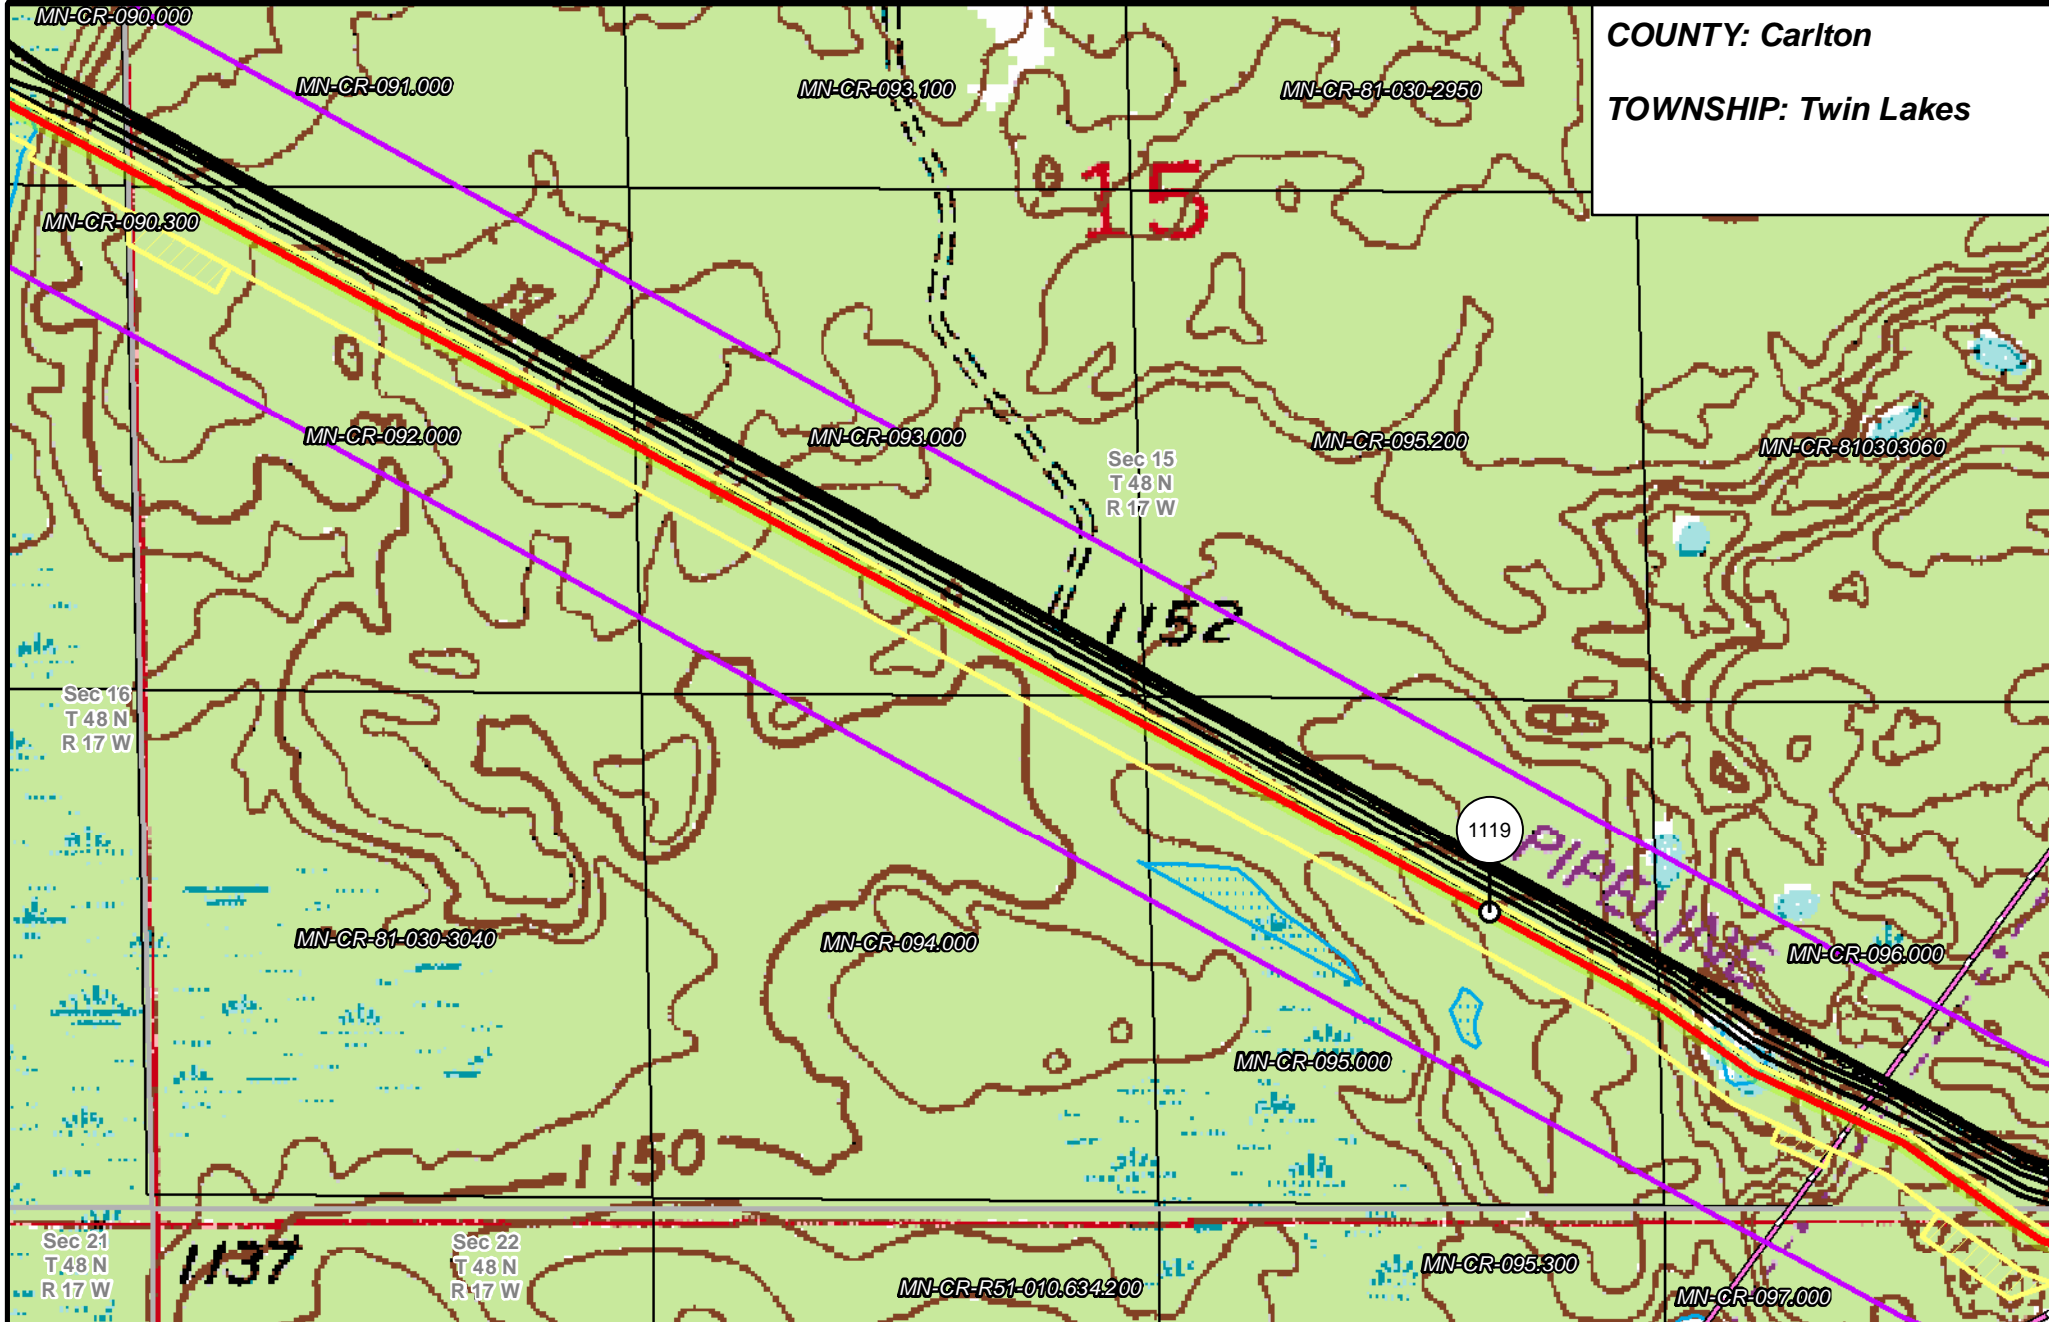 MN-CR-090.000
COUNTY: Carlton
TOWNSHIP: Twin Lakes
MN-CR-091.000
MN-CR-093.100
MN-CR-81-030-2950
15
MN-CR-090.300
MN-CR-092.000
MN-CR-093.000
MN-CR-095.200
MN-CR-810303060
Sec 15
T 48 N
R 17 W
1152
Sec 16
T 48 N
R 17 W
1119
PIPELINE
MN-CR-81-030-3040
MN-CR-094.000
MN-CR-096.000
MN-CR-095.000
1150
Sec 21
T 48 N
R 17 W
1137
Sec 22
T 48 N
R 17 W
MN-CR-R51-010.634.200
MN-CR-095.300
MN-CR-097.000